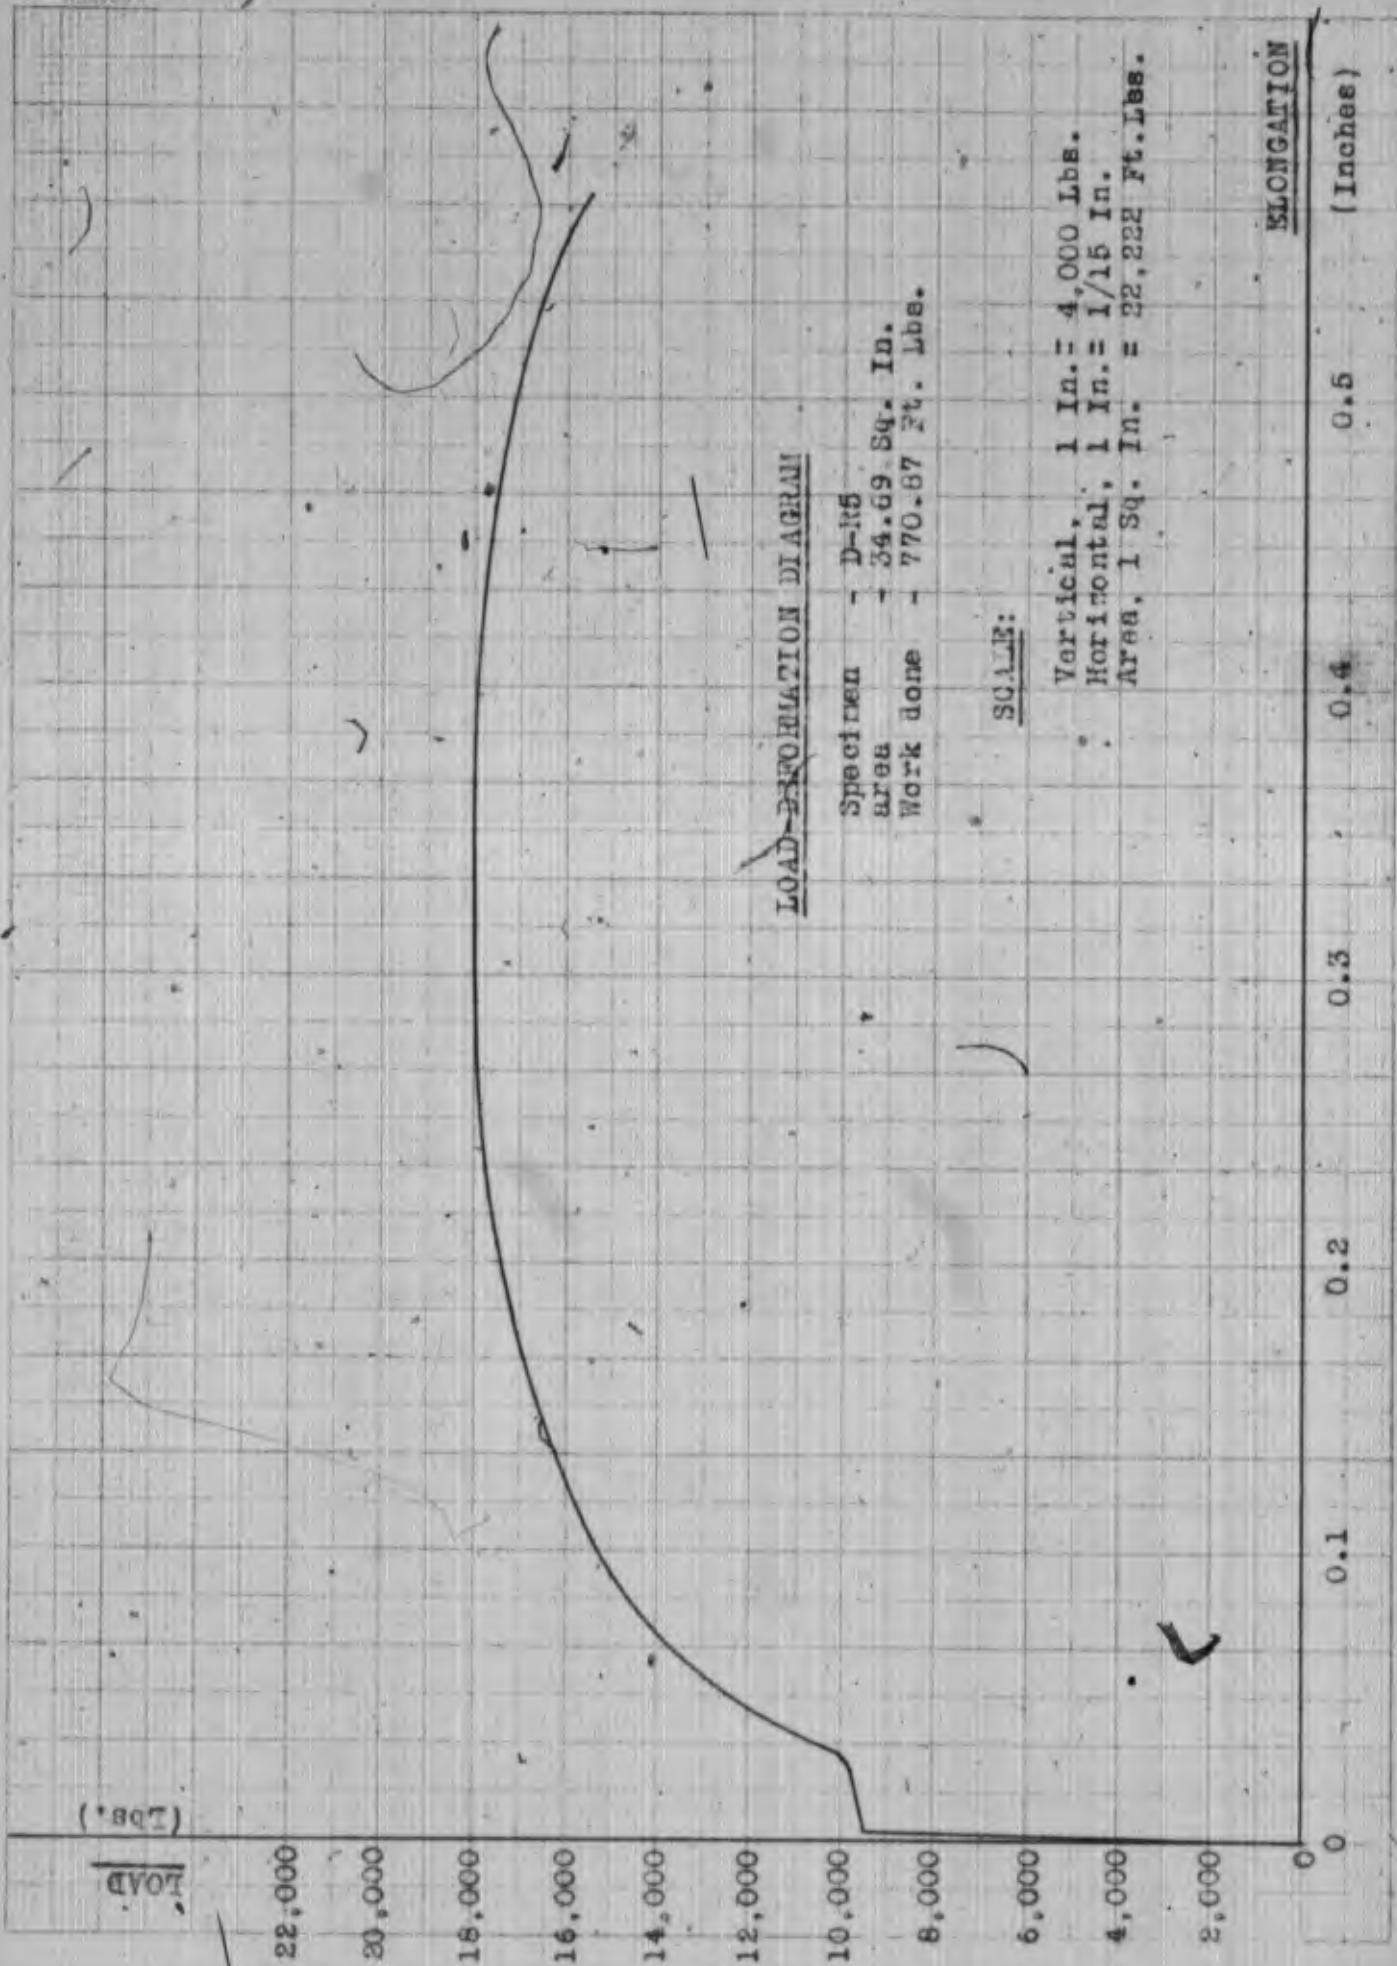 LOAD
(Lbs.)
22,000
20,000
18,000
16,000
14,000
12,000
10,000
8,000
6,000
4,000
2,000
0
LOAD-DEFORMATION DIAGRAM
Specimen - D-R5
area - 34.69 Sq. In.
Work done - 770.87 Ft. Lbs.
SCALE:
Vertical, 1 In. = 4,000 Lbs.
Horizontal, 1 In. = 1/15 In.
Area, 1 Sq. In. = 22,222 Ft.Lbs.
ELONGATION
(Inches)
0 0.1 0.2 0.3 0.4 0.5